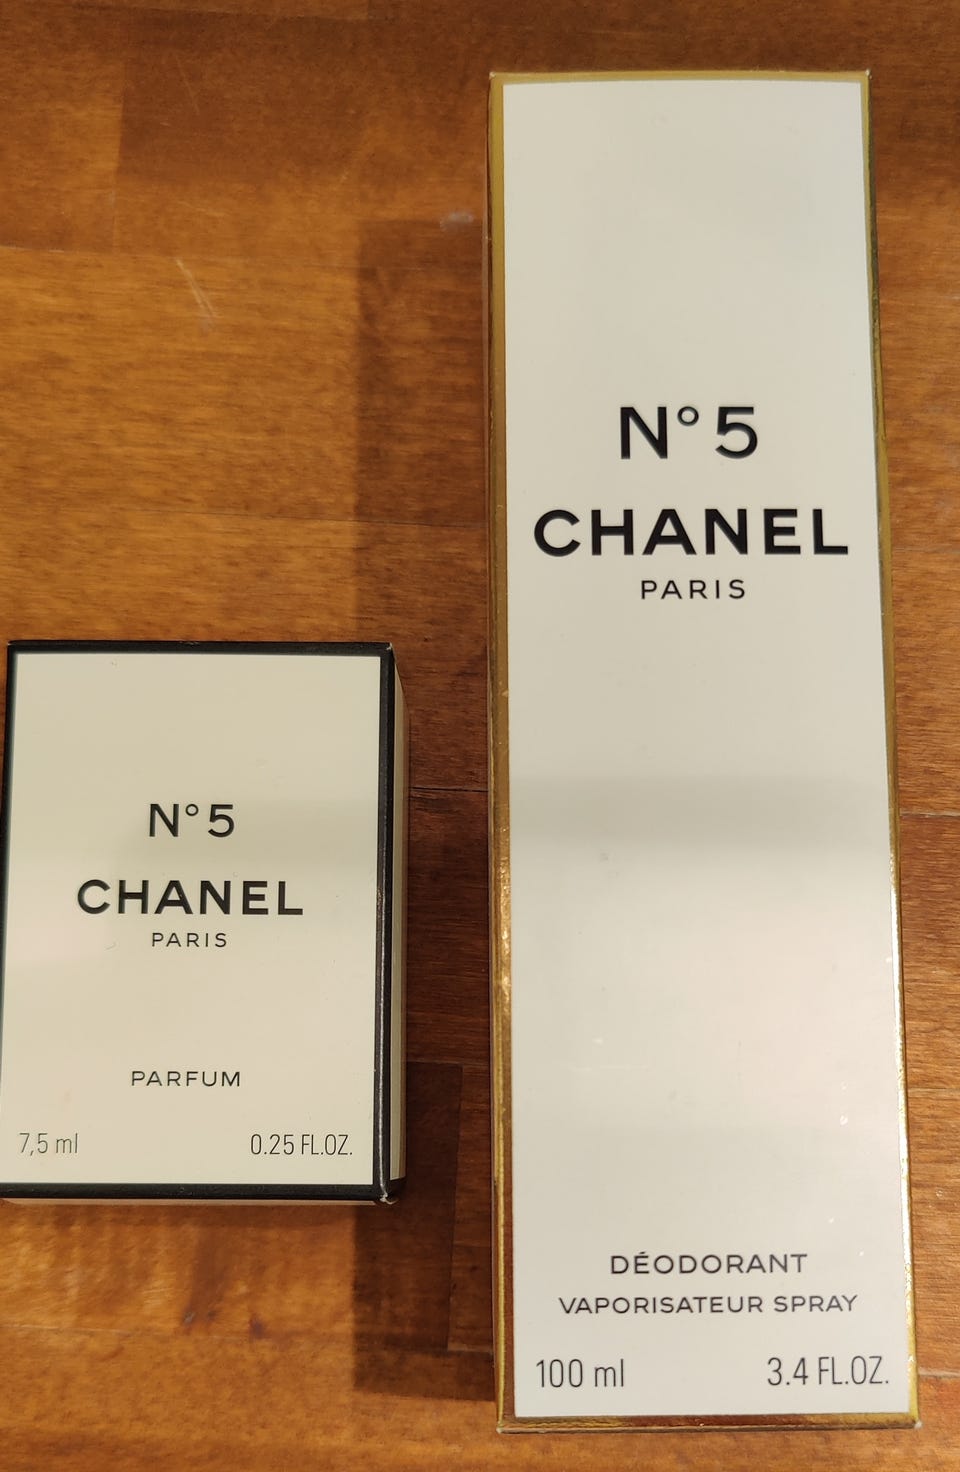 N° 5
CHANEL
PARIS
PARFUM
7,5 ml 0.25 FL.OZ.
N° 5
CHANEL
PARIS
DÉODORANT
VAPORISATEUR SPRAY
100 ml 3.4 FL.OZ.